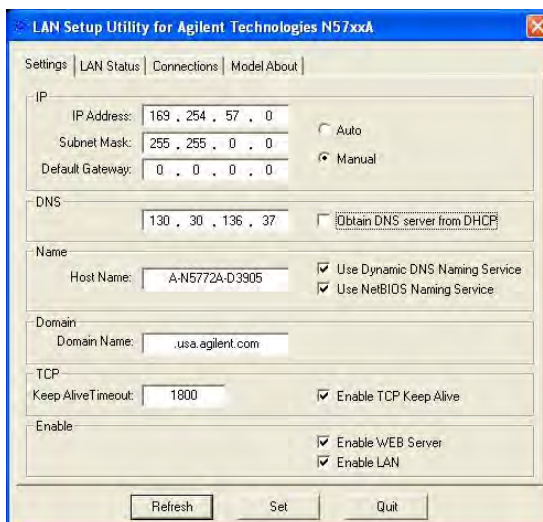 LAN Setup Utility for Agilent Technologies N57xxA
Settings LAN Status Connections Model About
IP
IP Address: 169 . 254 . 57 . 0
Auto
Subnet Mask: 255 . 255 . 0 . 0
Manual
Default Gateway: 0 . 0 . 0 . 0
DNS
130 . 30 . 136 . 37 Obtain DNS server from DHCP
Name
Use Dynamic DNS Naming Service
Host Name: A-N5772A-D3905
Use NetBIOS Naming Service
Domain
Domain Name: .usa.agilent.com
TCP
Keep AliveTimeout: 1800 Enable TCP Keep Alive
Enable
Enable WEB Server
Enable LAN
Refresh Set Quit